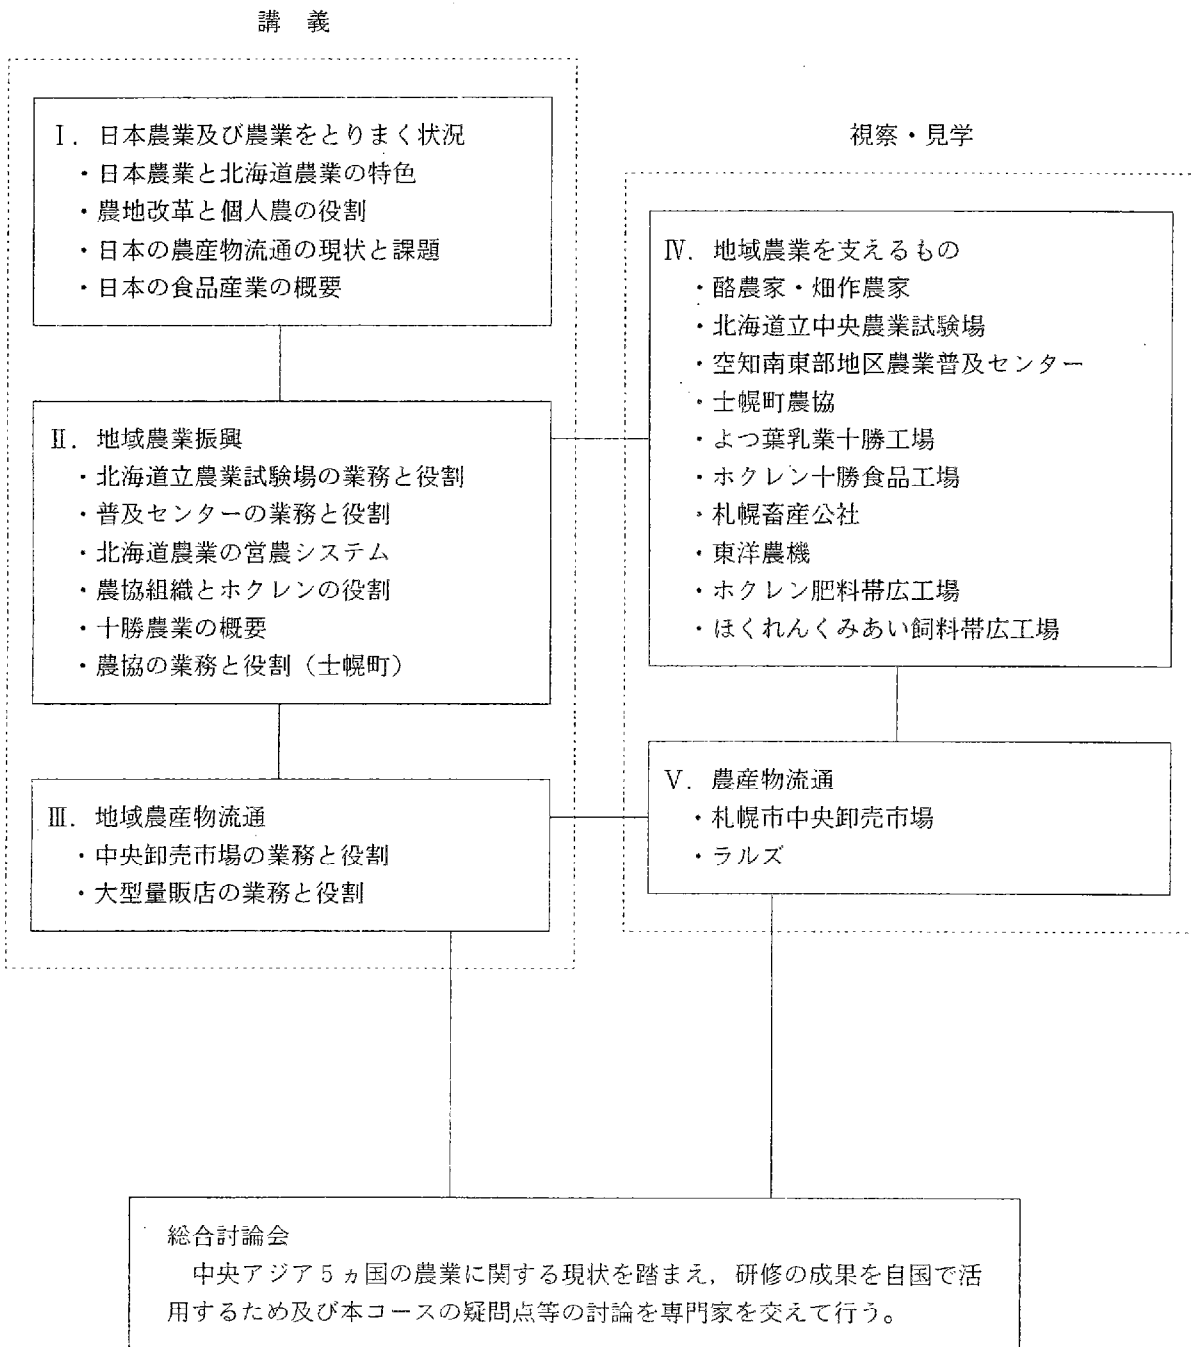 講　義
Ⅰ．日本農業及び農業をとりまく状況
・日本農業と北海道農業の特色
・農地改革と個人農の役割
・日本の農産物流通の現状と課題
・日本の食品産業の概要
Ⅱ．地域農業振興
・北海道立農業試験場の業務と役割
・普及センターの業務と役割
・北海道農業の営農システム
・農協組織とホクレンの役割
・十勝農業の概要
・農協の業務と役割（士幌町）
Ⅲ．地域農産物流通
・中央卸売市場の業務と役割
・大型量販店の業務と役割
視察・見学
Ⅳ．地域農業を支えるもの
・酪農家・畑作農家
・北海道立中央農業試験場
・空知南東部地区農業普及センター
・士幌町農協
・よつ葉乳業十勝工場
・ホクレン十勝食品工場
・札幌畜産公社
・東洋農機
・ホクレン肥料帯広工場
・ほくれんくみあい飼料帯広工場
Ⅴ．農産物流通
・札幌市中央卸売市場
・ラルズ
総合討論会
中央アジア５ヵ国の農業に関する現状を踏まえ，研修の成果を自国で活
用するため及び本コースの疑問点等の討論を専門家を交えて行う。